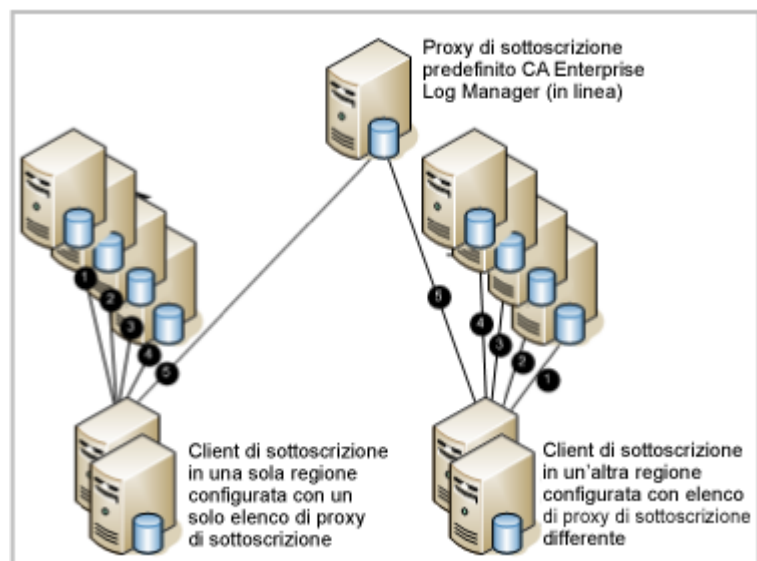 Proxy di sottoscrizione
predefinito CA Enterprise
Log Manager (in linea)
1
2
3
4
5
5
4
3
2
1
Client di sottoscrizione
in una sola regione
configurata con un
solo elenco di proxy
di sottoscrizione
Client di sottoscrizione
in un'altra regione
configurata con elenco
di proxy di sottoscrizione
differente